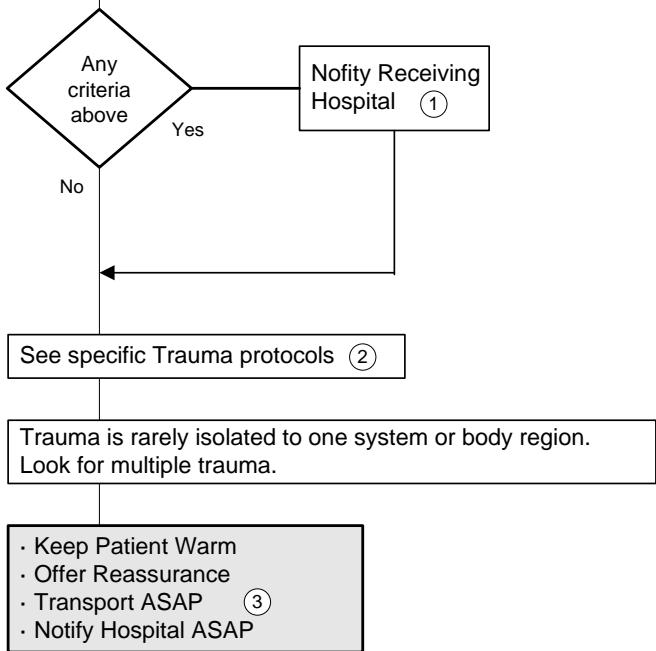 Any
criteria
above
Yes
No
Nofity Receiving
Hospital ①
See specific Trauma protocols ②
Trauma is rarely isolated to one system or body region.
Look for multiple trauma.
· Keep Patient Warm
· Offer Reassurance
· Transport ASAP ③
· Notify Hospital ASAP